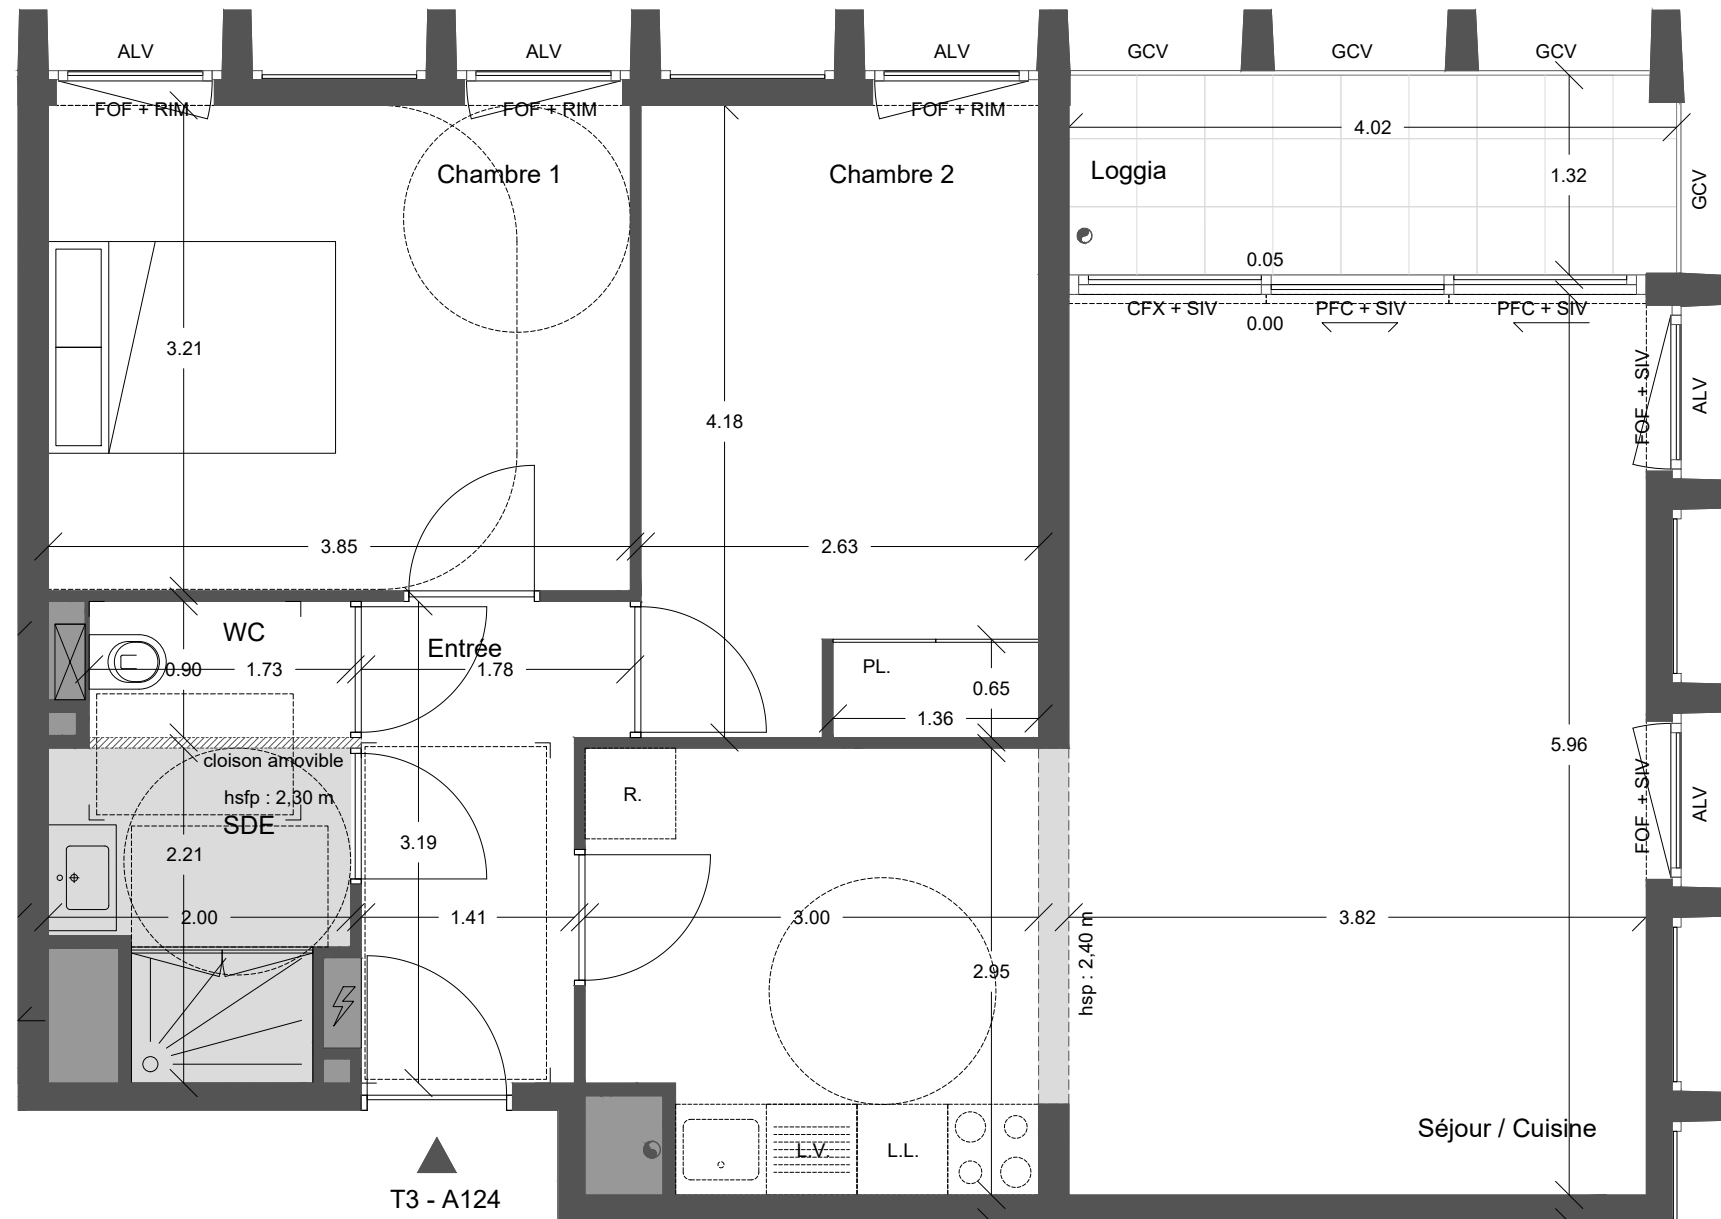 ALV
ALV
ALV
GCV
GCV
GCV
FOF + RIM
FOF + RIM
FOF + RIM
4.02
Chambre 1
Chambre 2
Loggia
1.32
GCV
0.05
CFX + SIV
PFC + SIV
PFC + SIV
0.00
3.21
FOF + SIV
ALV
4.18
3.85
2.63
WC
Entrée
0.90
1.73
1.78
PL.
0.65
1.36
5.96
cloison amovible
hsfp : 2,30 m
SDE
R.
FOF + SIV
ALV
2.21
3.19
2.00
1.41
3.00
3.82
hsp : 2,40 m
2.95
Séjour / Cuisine
L.V.
L.L.
T3 - A124